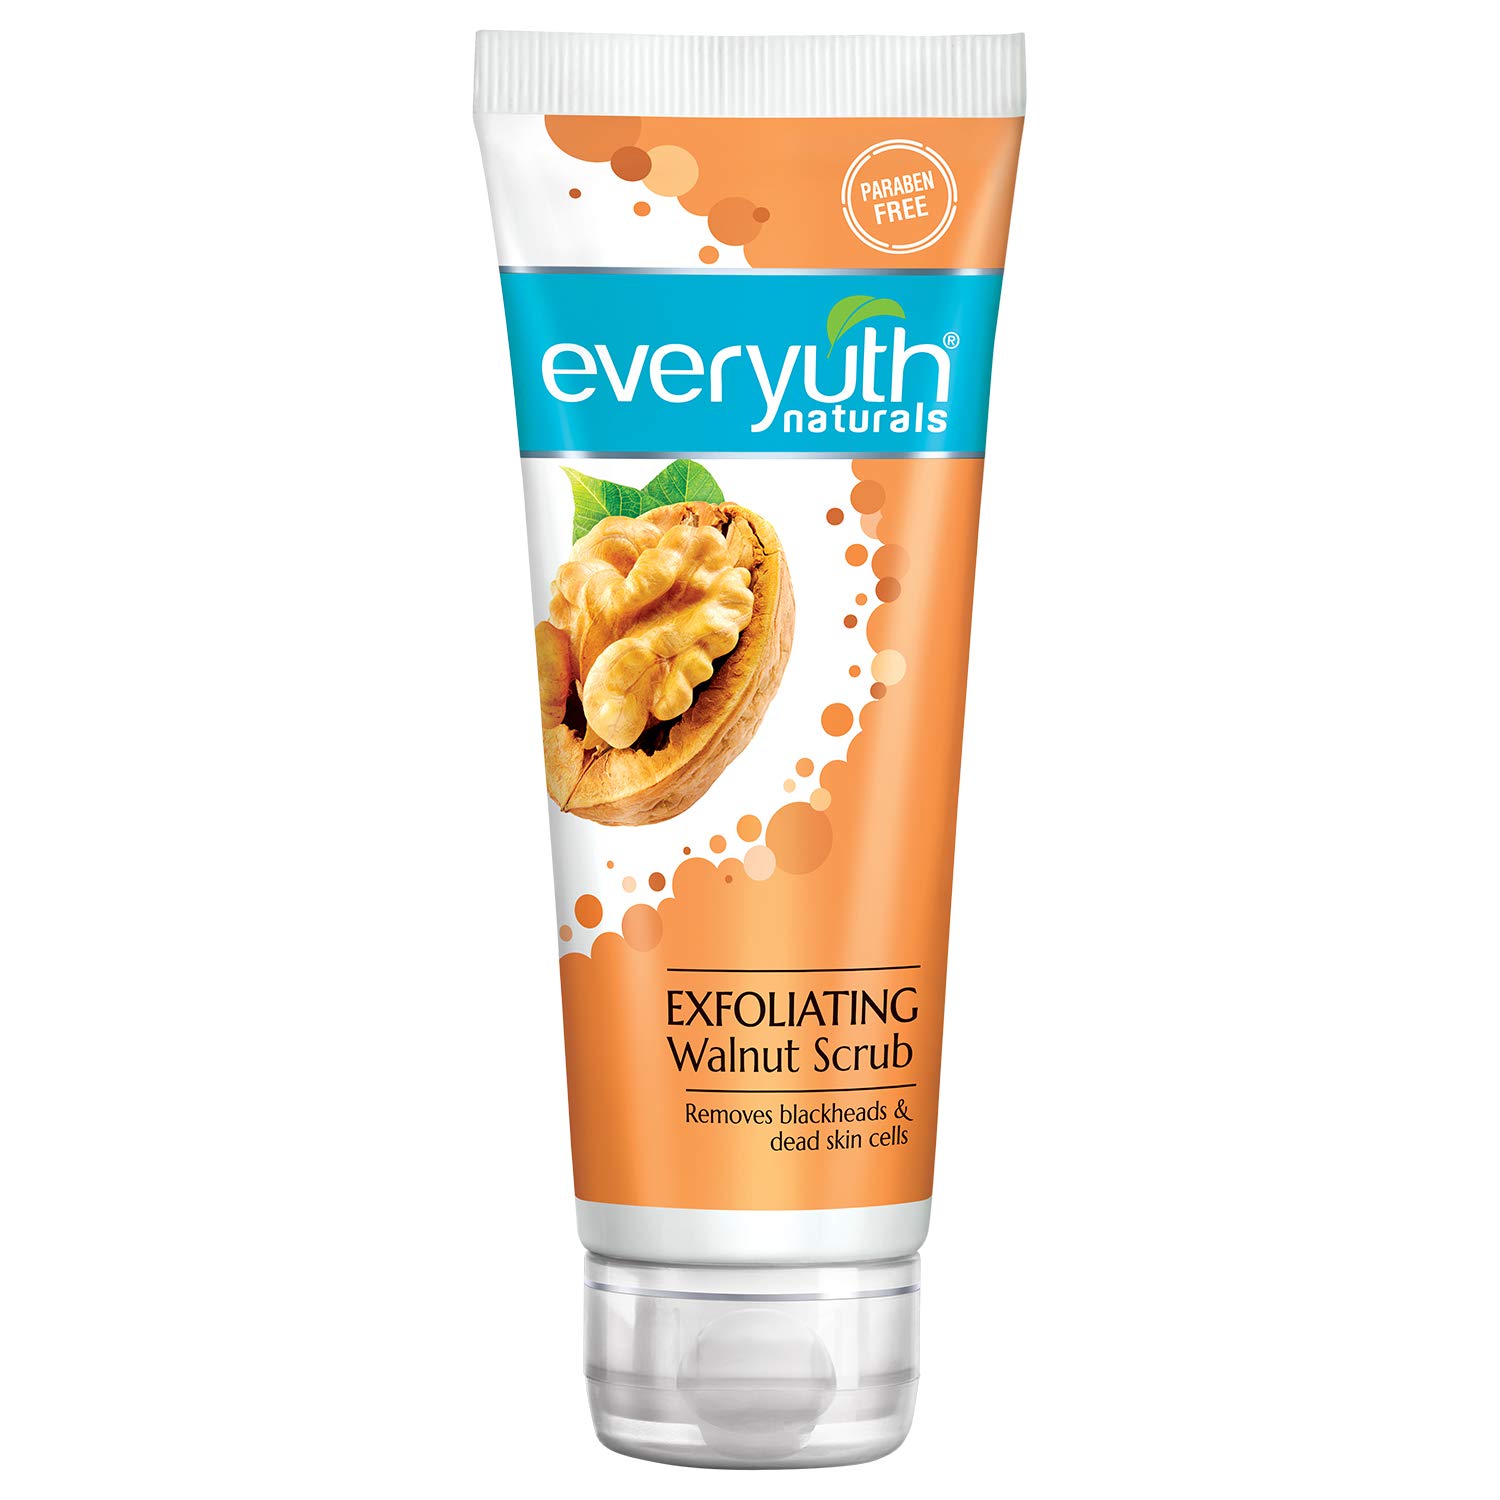 PARABEN
FREE
everyuth®
naturals
EXFOLIATING
Walnut Scrub
Removes blackheads &
dead skin cells